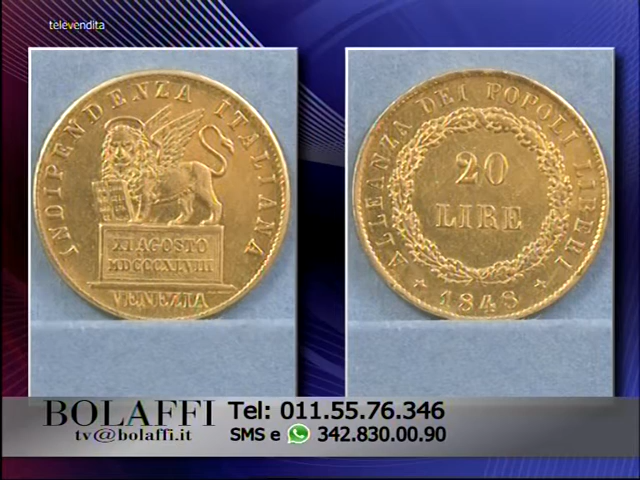 televendita
INDIPENDENZA ITALIANA
XI AGOSTO
MDCCCXLVIII
VENEZIA
ALLEANZA DEI POPOLI LIBERI
20
LIRE
1848
BOLAFFI
tv@bolaffi.it
Tel: 011.55.76.346
SMS e 342.830.00.90